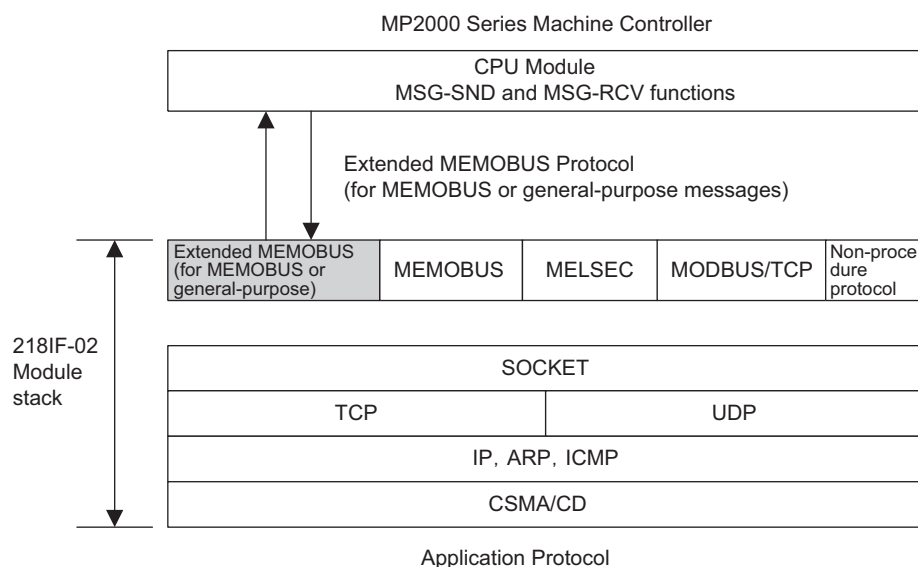 MP2000 Series Machine Controller
CPU Module
MSG-SND and MSG-RCV functions
Extended MEMOBUS Protocol
(for MEMOBUS or general-purpose messages)
Extended MEMOBUS
(for MEMOBUS or
general-purpose)
MEMOBUS
MELSEC
MODBUS/TCP
Non-proce
dure
protocol
218IF-02
Module
stack
SOCKET
TCP
UDP
IP, ARP, ICMP
CSMA/CD
Application Protocol